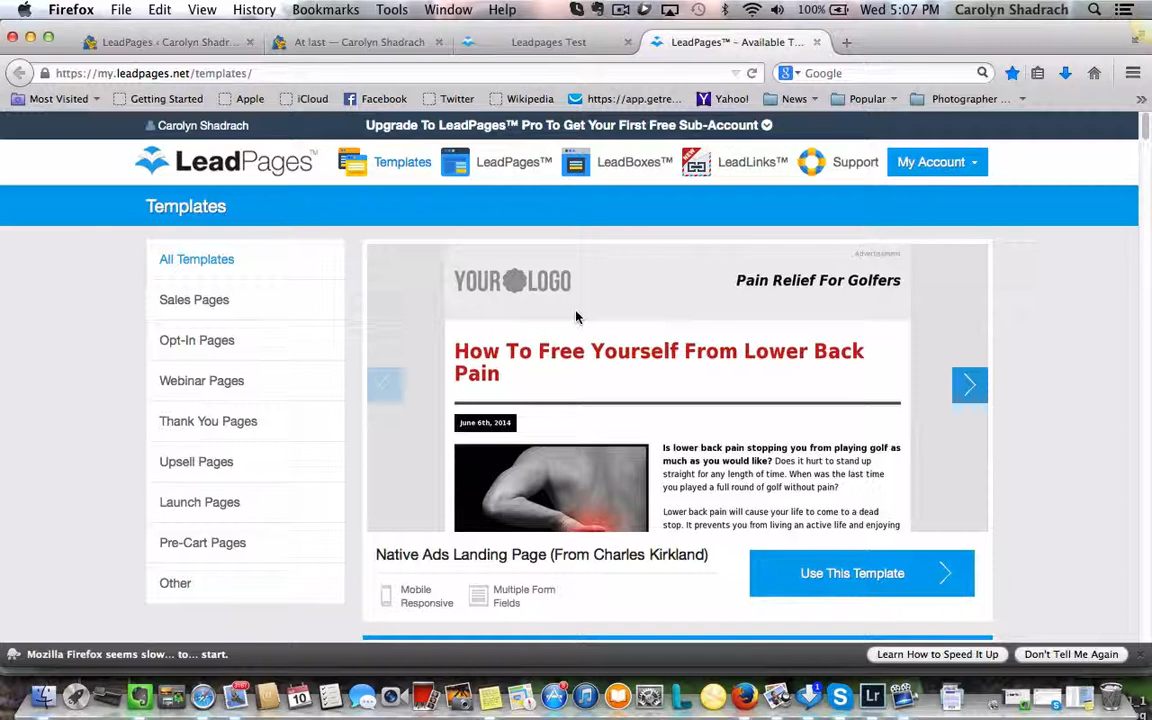 Firefox File Edit View History Bookmarks Tools Window Help 100% Wed 5:07 PM Carolyn Shadrach
LeadPages ‹ Carolyn Shadr... × At last — Carolyn Shadrach × Leadpages Test × LeadPages™ – Available T... × +
https://my.leadpages.net/templates/ Google
Most Visited Getting Started Apple iCloud Facebook Twitter Wikipedia https://app.getre... Yahoo! News Popular Photographer ... »
Carolyn Shadrach Upgrade To LeadPages™ Pro To Get Your First Free Sub-Account
LeadPages™ Templates LeadPages™ LeadBoxes™ NEW LeadLinks™ Support My Account
Templates
All Templates
Sales Pages
Opt-In Pages
Webinar Pages
Thank You Pages
Upsell Pages
Launch Pages
Pre-Cart Pages
Other
advertisement
YOUR LOGO Pain Relief For Golfers
How To Free Yourself From Lower Back
Pain
June 6th, 2014
Is lower back pain stopping you from playing golf as
much as you would like? Does it hurt to stand up
straight for any length of time. When was the last time
you played a full round of golf without pain?
Lower back pain will cause your life to come to a dead
stop. It prevents you from living an active life and enjoying
Native Ads Landing Page (From Charles Kirkland)
Mobile
Responsive
Multiple Form
Fields
Use This Template
Mozilla Firefox seems slow... to... start. Learn How to Speed It Up Don't Tell Me Again ×
10 1 Lr